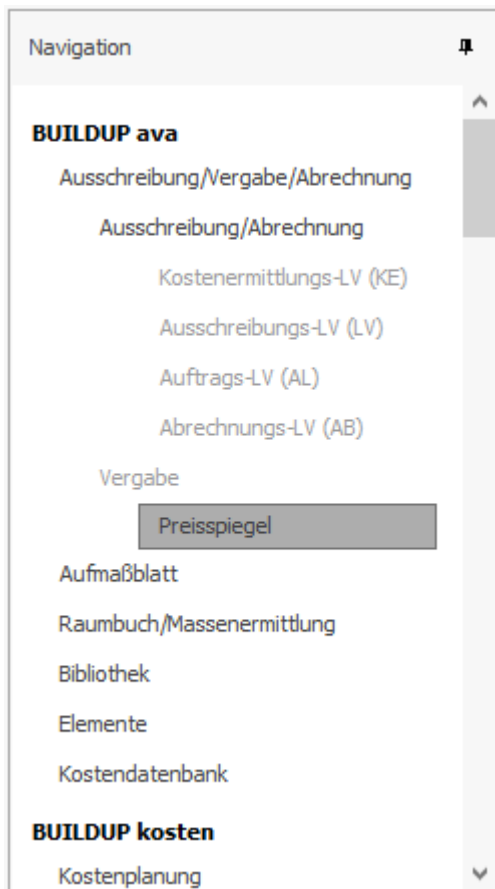 Navigation
BUILDUP ava
Ausschreibung/Vergabe/Abrechnung
Ausschreibung/Abrechnung
Kostenermittlungs-LV (KE)
Ausschreibungs-LV (LV)
Auftrags-LV (AL)
Abrechnungs-LV (AB)
Vergabe
Preisspiegel
Aufmaßblatt
Raumbuch/Massenermittlung
Bibliothek
Elemente
Kostendatenbank
BUILDUP kosten
Kostenplanung